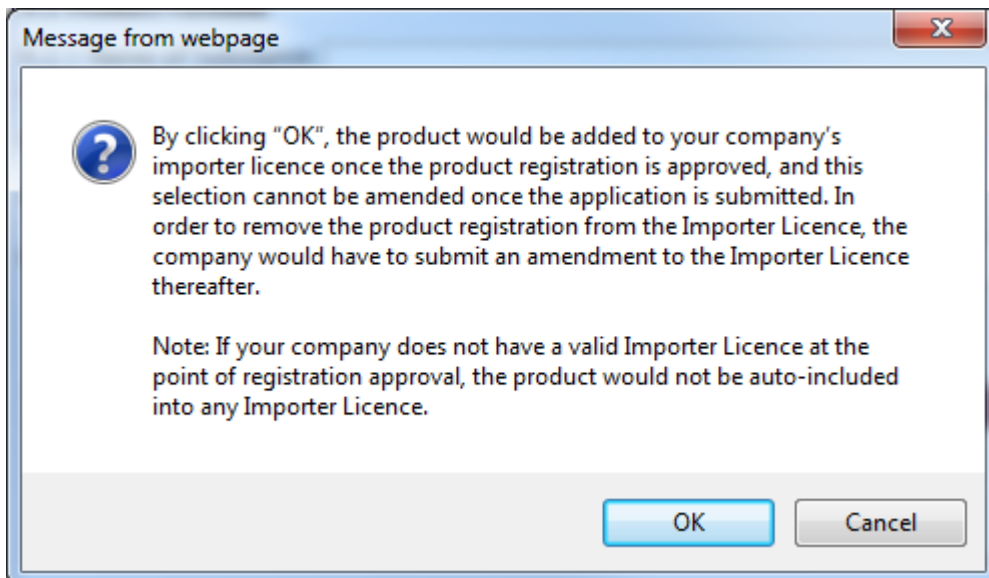 Message from webpage
By clicking “OK”, the product would be added to your company’s
importer licence once the product registration is approved, and this
selection cannot be amended once the application is submitted. In
order to remove the product registration from the Importer Licence, the
company would have to submit an amendment to the Importer Licence
thereafter.
Note: If your company does not have a valid Importer Licence at the
point of registration approval, the product would not be auto-included
into any Importer Licence.
OK
Cancel